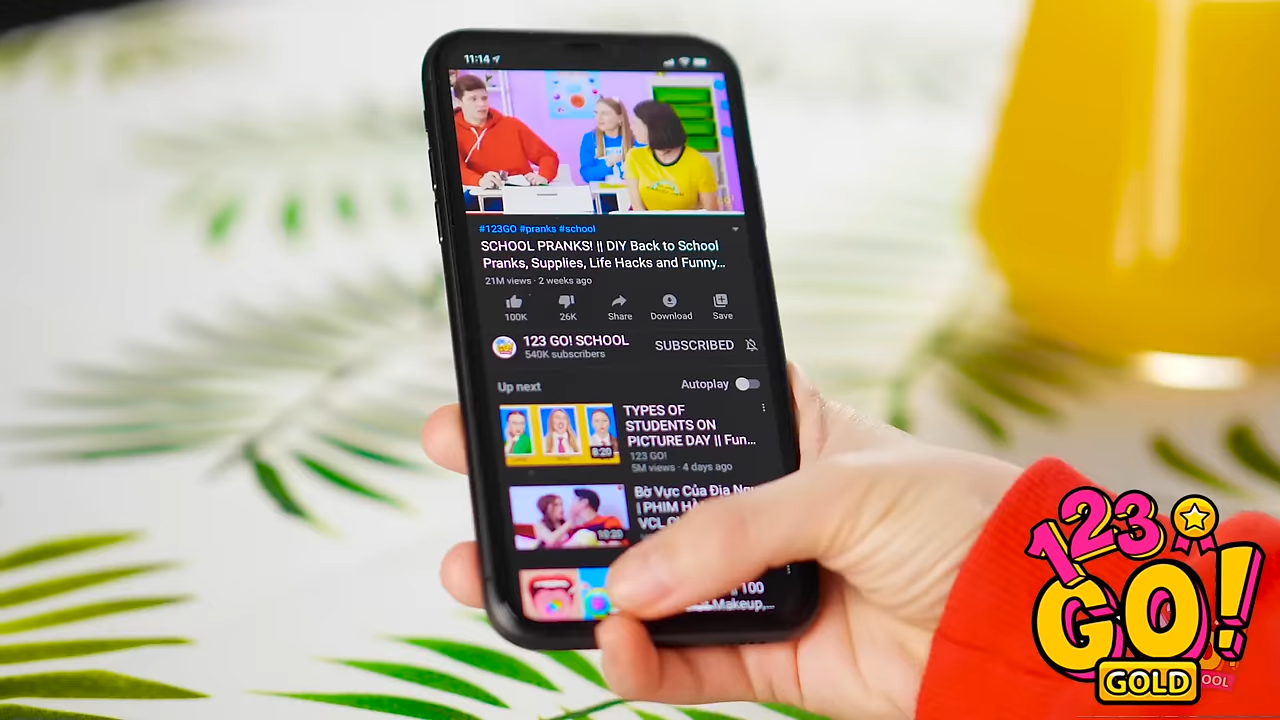 11:14
#123GO #pranks #school
SCHOOL PRANKS! || DIY Back to School
Pranks, Supplies, Life Hacks and Funny...
21M views · 2 weeks ago
100K
26K
Share
Download
Save
123 GO! SCHOOL
540K subscribers
SUBSCRIBED
Up next
Autoplay
TYPES OF
STUDENTS ON
PICTURE DAY || Fun...
8:20
123 GO!
5M views · 4 days ago
Bờ Vực Của Địa
| PHIM
VCL
10:20
100
Makeup,...
123
GO!
GOLD